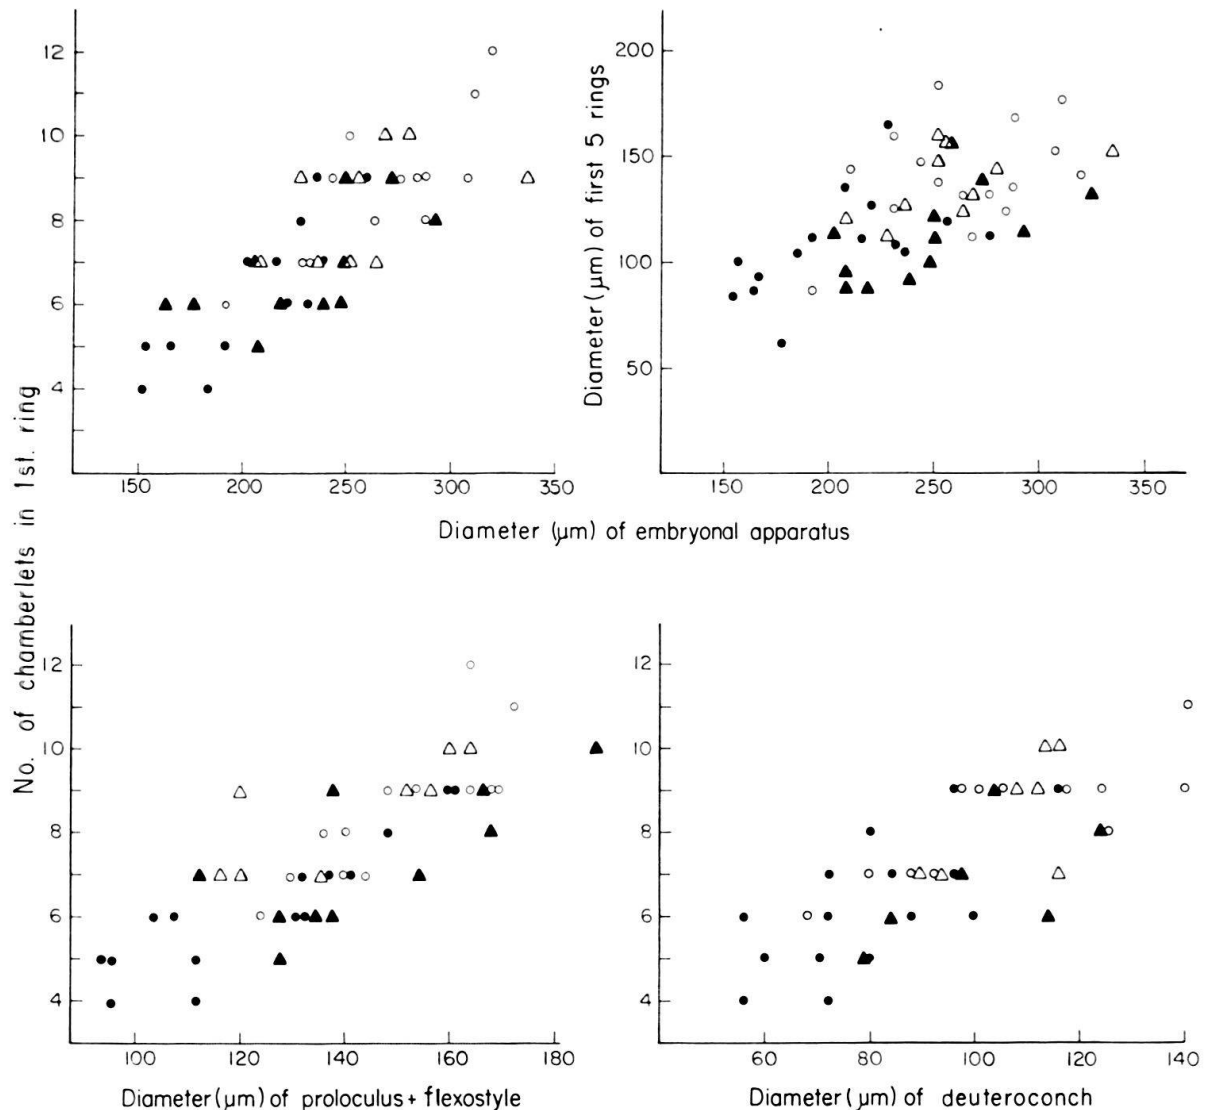 No. of chamberlets in 1st. ring
12
10
8
6
4
150 200 250 300 350
Diameter (μm) of first 5 rings
200
150
100
50
150 200 250 300 350
Diameter (μm) of embryonal apparatus
12
10
8
6
4
100 120 140 160 180
Diameter (μm) of proloculus + flexostyle
12
10
8
6
4
60 80 100 120 140
Diameter (μm) of deuteroconch